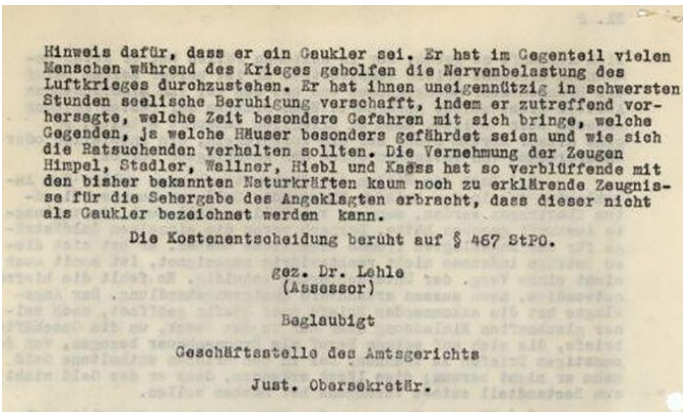 Hinweis dafür, dass er ein Gaukler sei. Er hat im Gegenteil vielen
Menschen während des Krieges geholfen die Nervenbelastung des
Luftkrieges durchzustehen. Er hat ihnen uneigennützig in schwersten
Stunden seelische Beruhigung verschafft, indem er zutreffend vor-
hersagte, welche Zeit besondere Gefahren mit sich bringe, welche
Gegenden, ja welche Häuser besonders gefährdet seien und wie sich
die Ratsuchenden verhalten sollten. Die Vernehmung der Zeugen
Himpel, Stadler, Wallner, Hiebl und Kaess hat so verblüffende mit
den bisher bekannten Naturkräften kaum noch zu erklärende Zeugnis-
se für die Sehergabe des Angeklagten erbracht, dass dieser nicht
als Gaukler bezeichnet werden kann.
Die Kostenentscheidung beruht auf § 467 StPO.
gez. Dr. Lehle
(Assessor)
Beglaubigt
Geschäftsstelle des Amtsgerichts
Just. Obersekretär.